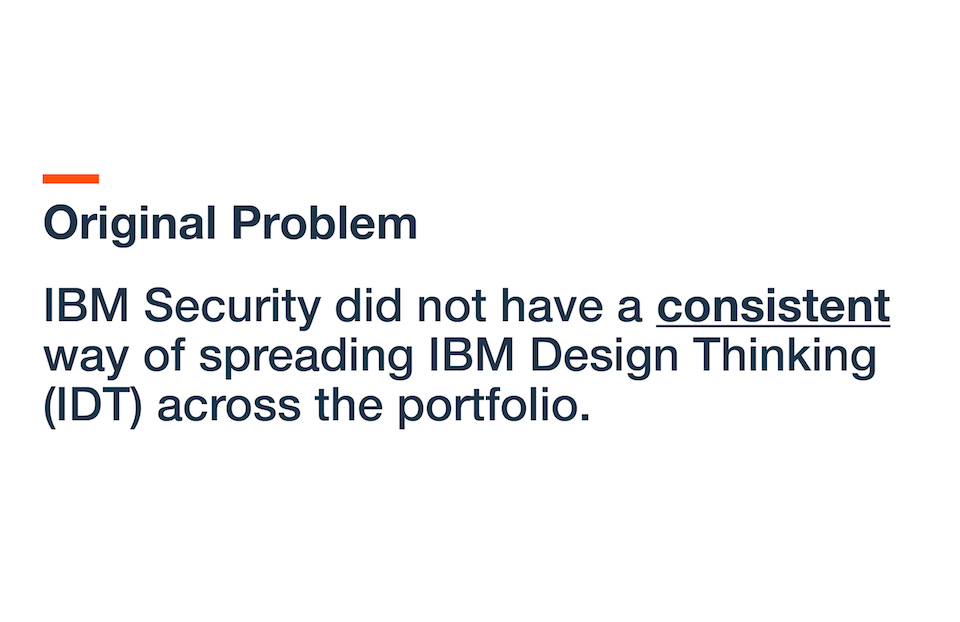 Original Problem
IBM Security did not have a consistent
way of spreading IBM Design Thinking
(IDT) across the portfolio.